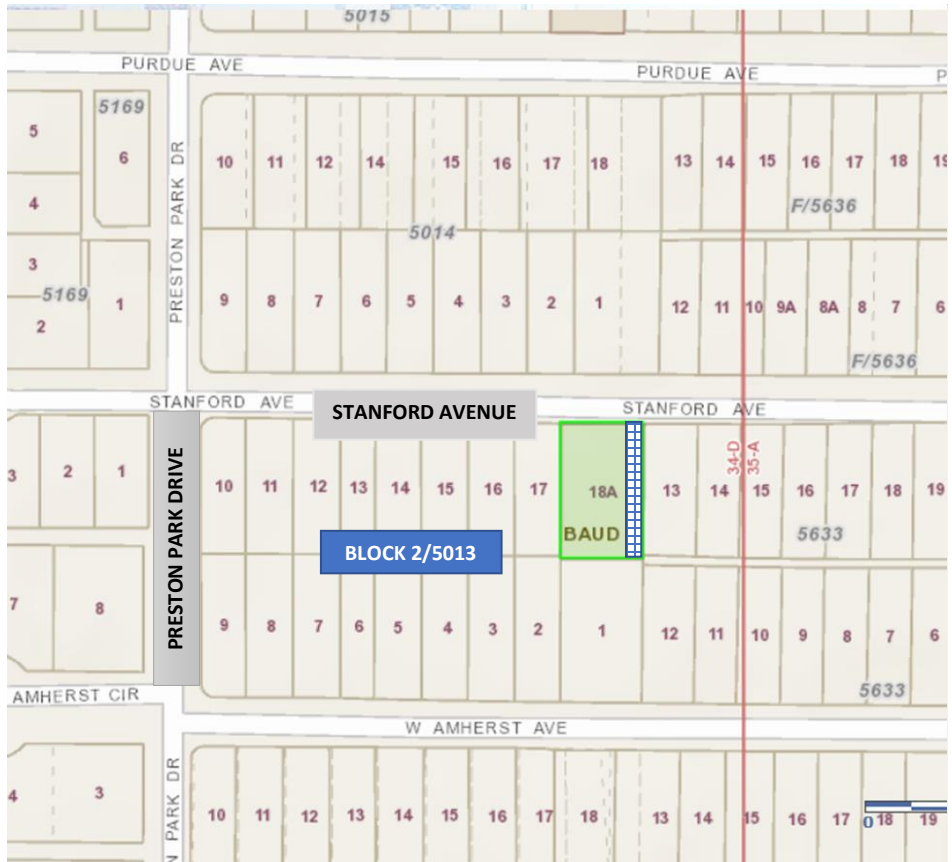 5015
PURDUE AVE
PURDUE AVE
P
5169
5
6
10 11 12 14 15 16 17 18 13 14 15 16 17 18 19
PRESTON PARK DR
4
F/5636
5014
3
5169
1
2
9 8 7 6 5 4 3 2 1 12 11 10 9A 8A 8 7 6
F/5636
STANFORD AVE
STANFORD AVENUE
STANFORD AVE
34-D
35-A
3 2 1
10 11 12 13 14 15 16 17 18A 13 14 15 16 17 18 19
BAUD
5633
PRESTON PARK DRIVE
BLOCK 2/5013
7 8
9 8 7 6 5 4 3 2 1 12 11 10 9 8 7 6
5633
AMHERST CIR
W AMHERST AVE
N PARK DR
4 3
10 11 12 13 14 15 16 17 18 13 14 15 16 17 18 19
0